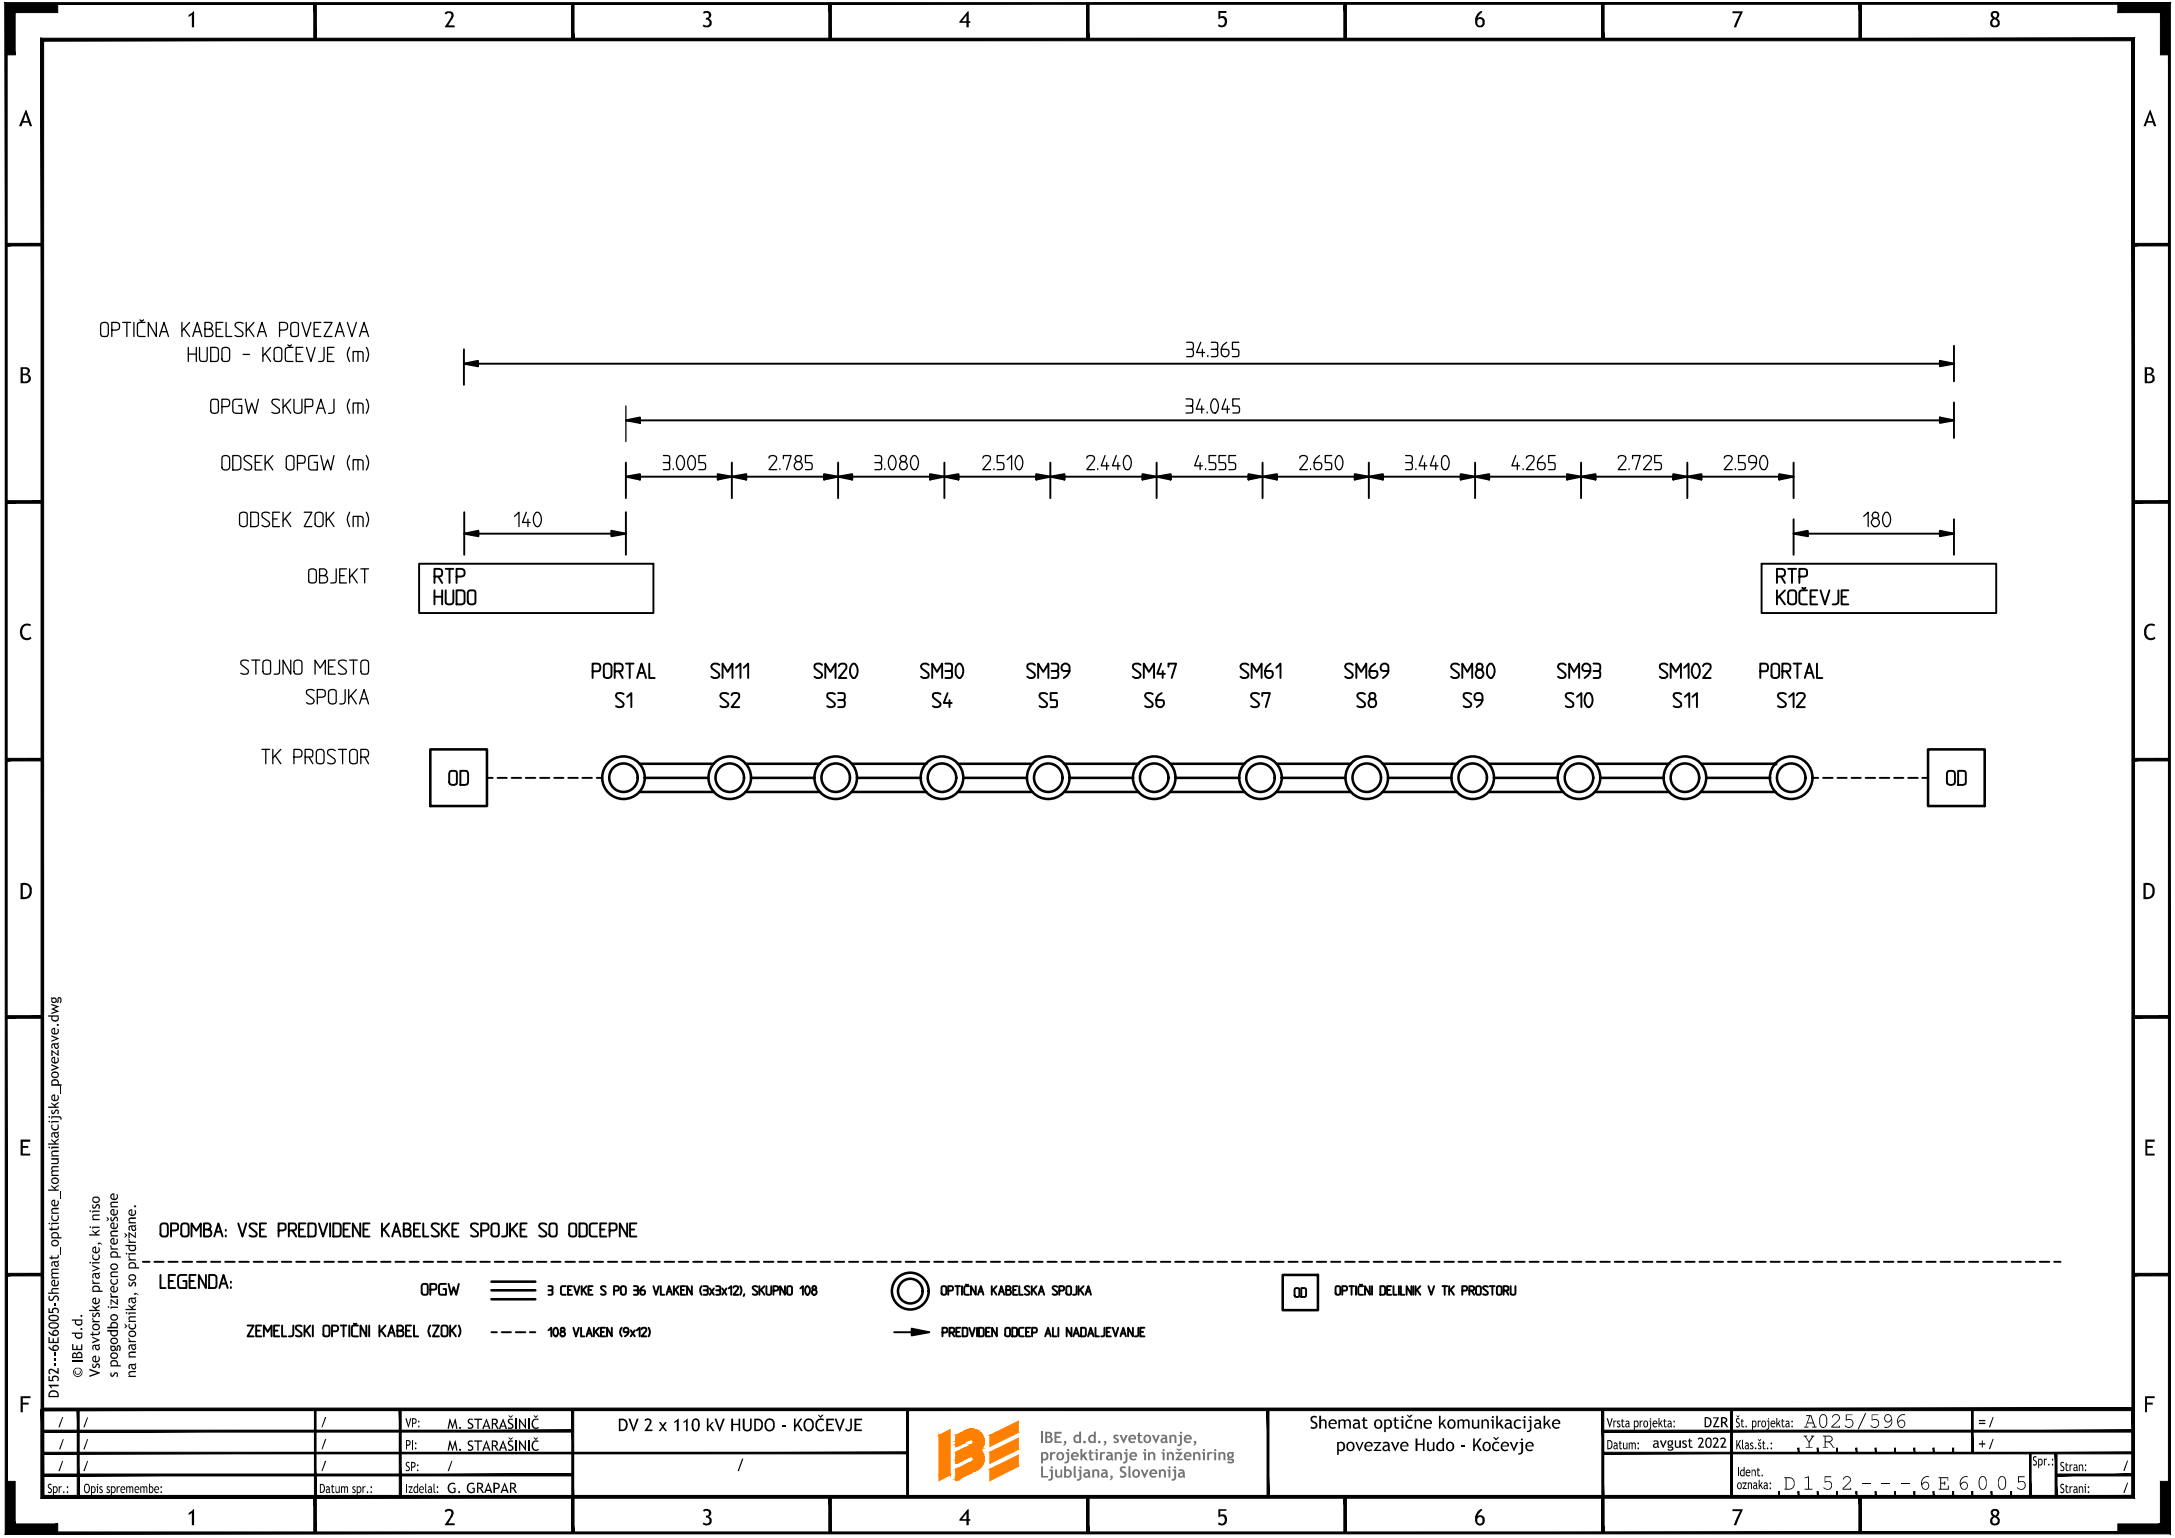 1 2 3 4 5 6 7 8
A A
B B
C C
D D
E E
F F
OPTIČNA KABELSKA POVEZAVA
HUDO - KOČEVJE (m)
34.365
OPGW SKUPAJ (m)
34.045
ODSEK OPGW (m)
3.005 2.785 3.080 2.510 2.440 4.555 2.650 3.440 4.265 2.725 2.590
ODSEK ZOK (m)
140 180
OBJEKT
RTP
HUDO
RTP
KOČEVJE
STOJNO MESTO
PORTAL SM11 SM20 SM30 SM39 SM47 SM61 SM69 SM80 SM93 SM102 PORTAL
SPOJKA
S1 S2 S3 S4 S5 S6 S7 S8 S9 S10 S11 S12
TK PROSTOR
OD OD
D152---6E6005-Shemat_opticne_komunikacijske_povezave.dwg
© IBE d.d.
Vse avtorske pravice, ki niso
s pogodbo izrecno prenešene
na naročnika, so pridržane.
OPOMBA: VSE PREDVIDENE KABELSKE SPOJKE SO ODCEPNE
LEGENDA:
OPGW 3 CEVKE S PO 36 VLAKEN (3x3x12), SKUPNO 108
OPTIČNA KABELSKA SPOJKA
OD OPTIČNI DELILNIK V TK PROSTORU
ZEMELJSKI OPTIČNI KABEL (ZOK) 108 VLAKEN (9x12)
PREDVIDEN ODCEP ALI NADALJEVANJE
/ / / VP: M. STARAŠINIČ
/ / / PI: M. STARAŠINIČ
/ / / SP: /
Spr.: Opis spremembe: Datum spr.: Izdelal: G. GRAPAR
DV 2 x 110 kV HUDO - KOČEVJE
/
IBE
IBE, d.d., svetovanje,
projektiranje in inženiring
Ljubljana, Slovenija
Shemat optične komunikacijake
povezave Hudo - Kočevje
Vrsta projekta: DZR Št. projekta: A025/596 = /
Datum: avgust 2022 Klas.št.: YR + /
Ident.
oznaka: D152---6E6005
Spr.:
Stran: /
Strani: /
1 2 3 4 5 6 7 8